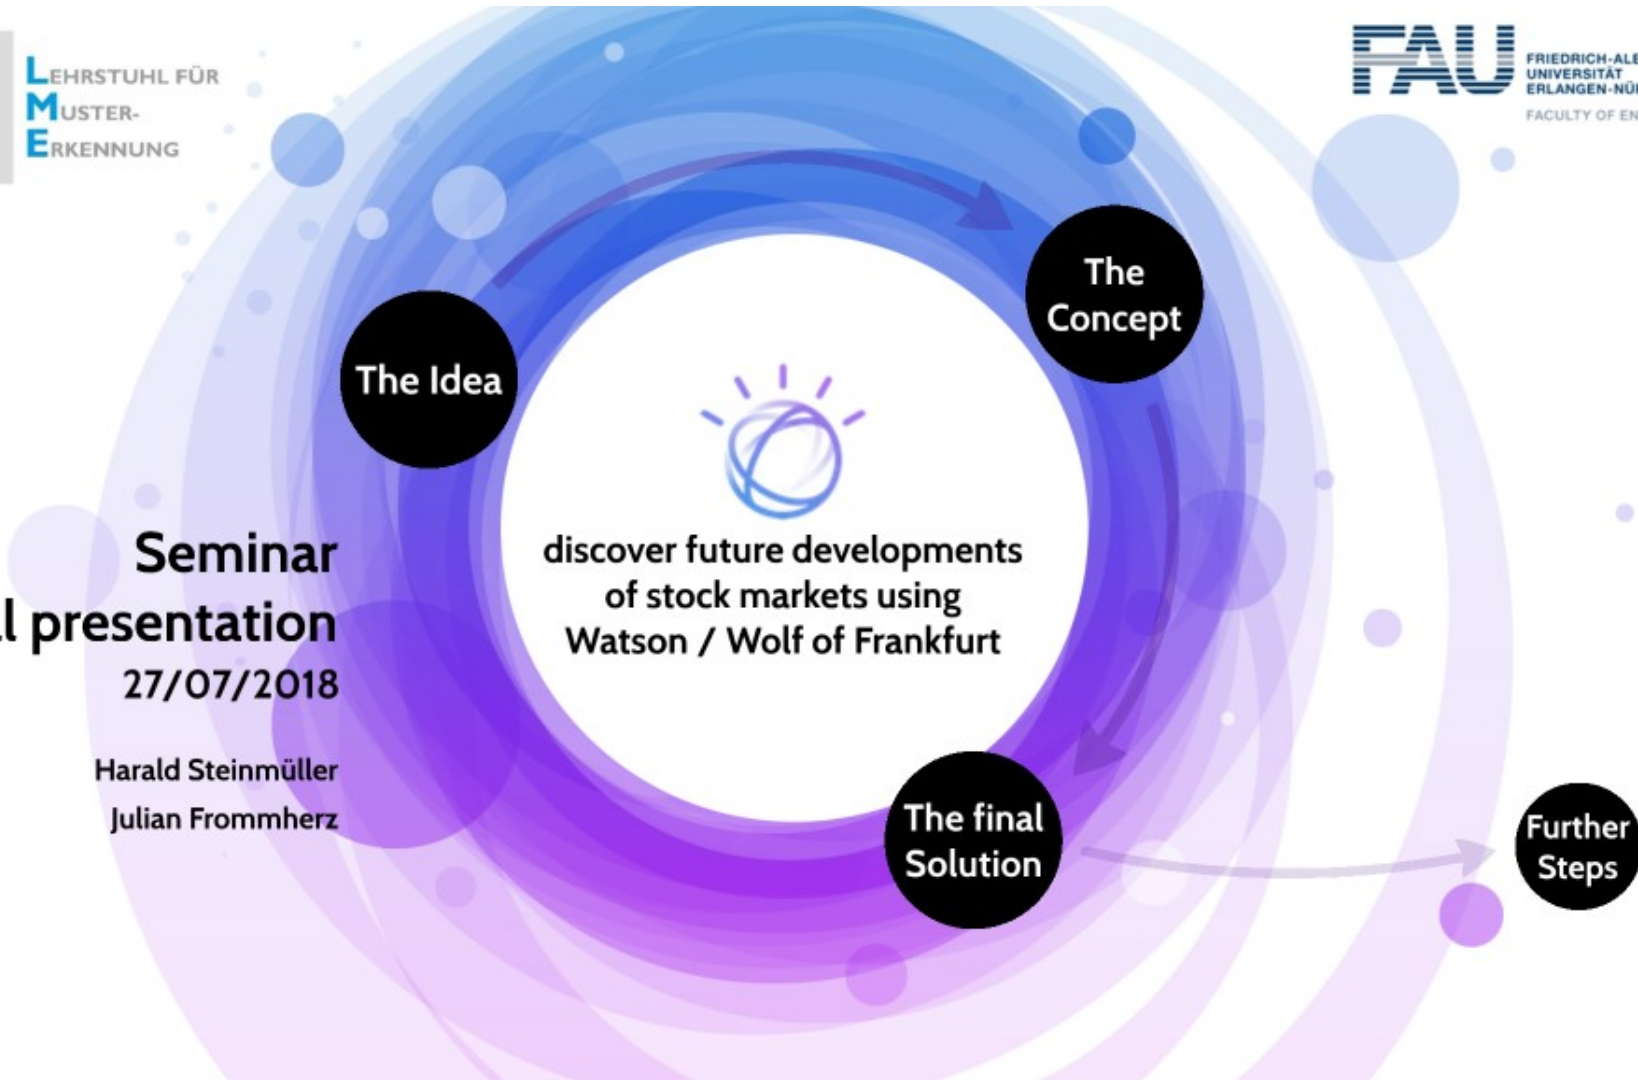 LEHRSTUHL FÜR
MUSTER-
ERKENNUNG
FAU
FRIEDRICH-ALE
UNIVERSITÄT
ERLANGEN-NÜ
FACULTY OF EN
The
Concept
The Idea
discover future developments
of stock markets using
Watson / Wolf of Frankfurt
Seminar
l presentation
27/07/2018
Harald Steinmüller
Julian Frommherz
The final
Solution
Further
Steps